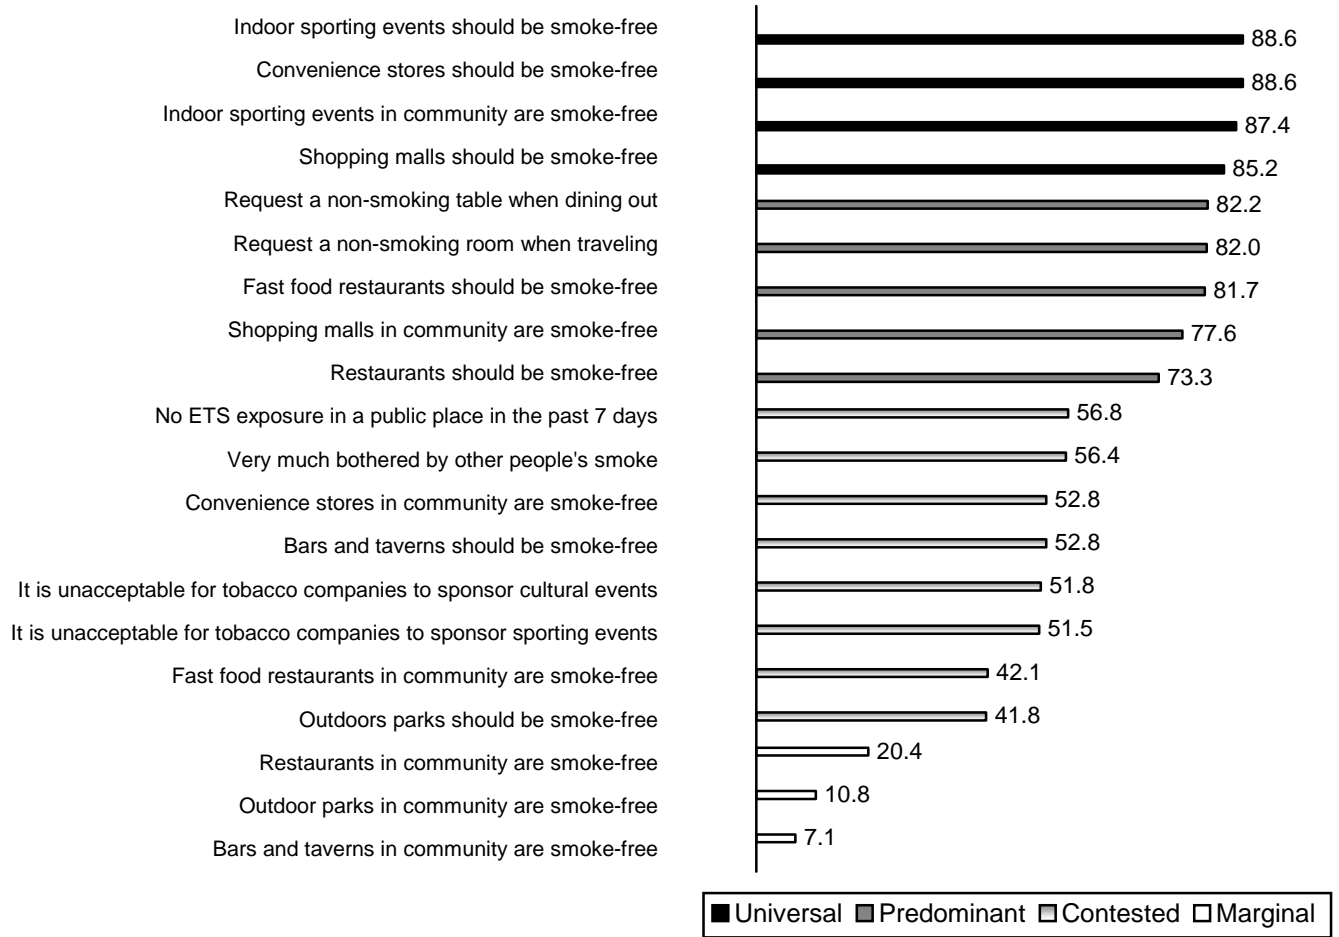 Indoor sporting events should be smoke-free 88.6
Convenience stores should be smoke-free 88.6
Indoor sporting events in community are smoke-free 87.4
Shopping malls should be smoke-free 85.2
Request a non-smoking table when dining out 82.2
Request a non-smoking room when traveling 82.0
Fast food restaurants should be smoke-free 81.7
Shopping malls in community are smoke-free 77.6
Restaurants should be smoke-free 73.3
No ETS exposure in a public place in the past 7 days 56.8
Very much bothered by other people's smoke 56.4
Convenience stores in community are smoke-free 52.8
Bars and taverns should be smoke-free 52.8
It is unacceptable for tobacco companies to sponsor cultural events 51.8
It is unacceptable for tobacco companies to sponsor sporting events 51.5
Fast food restaurants in community are smoke-free 42.1
Outdoors parks should be smoke-free 41.8
Restaurants in community are smoke-free 20.4
Outdoor parks in community are smoke-free 10.8
Bars and taverns in community are smoke-free 7.1
Universal Predominant Contested Marginal